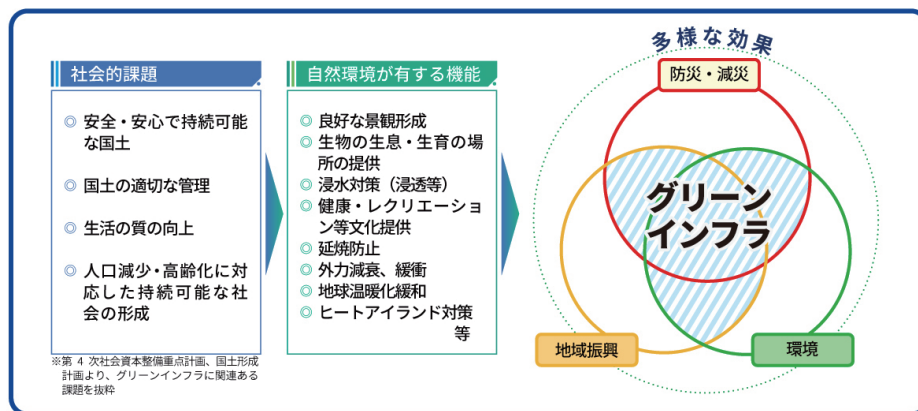 社会的課題
◎ 安全・安心で持続可能
な国土
◎ 国土の適切な管理
◎ 生活の質の向上
◎ 人口減少・高齢化に対
応した持続可能な社
会の形成
※第 4 次社会資本整備重点計画、国土形成
計画より、グリーンインフラに関連ある
課題を抜粋
自然環境が有する機能
◎ 良好な景観形成
◎ 生物の生息・生育の場
所の提供
◎ 浸水対策（浸透等）
◎ 健康・レクリエーショ
ン等文化提供
◎ 延焼防止
◎ 外力減衰、緩衝
◎ 地球温暖化緩和
◎ ヒートアイランド対策
等
多様な効果
防災・減災
グリーン
インフラ
地域振興
環境